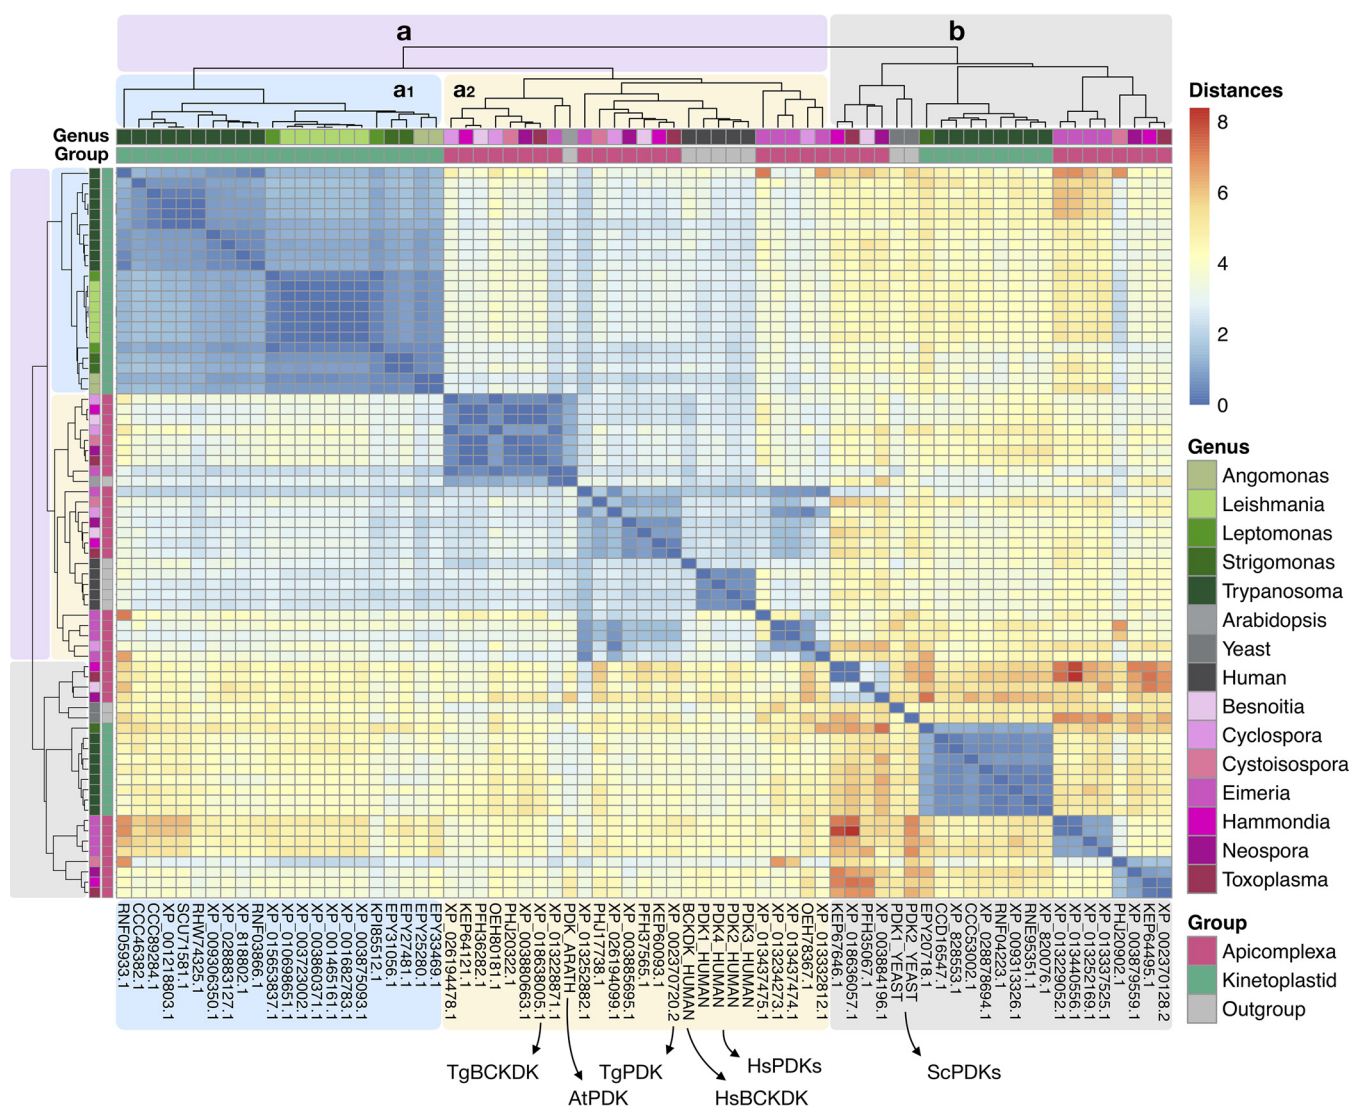 a
b
a1
a2
Genus
Group
Distances
8
6
4
2
0
Genus
Angomonas
Leishmania
Leptomonas
Strigomonas
Trypanosoma
Arabidopsis
Yeast
Human
Besnoitia
Cyclospora
Cystoisospora
Eimeria
Hammondia
Neospora
Toxoplasma
Group
Apicomplexa
Kinetoplastid
Outgroup
RNF05933.1
CCC46382.1
CCC89284.1
XP_001218803.1
SCU71581.1
RHW74325.1
XP_009306350.1
XP_028883127.1
XP_818802.1
RNF03866.1
XP_015653837.1
XP_010698651.1
XP_003723002.1
XP_003860371.1
XP_001465161.1
XP_001682783.1
XP_003875093.1
KPI85512.1
EPY31056.1
EPY27481.1
EPY25280.1
EPY33469.1
XP_026194478.1
KEP64121.1
PFH36282.1
OEH80181.1
PHJ20322.1
XP_003880663.1
XP_018638005.1
XP_013231871.1
PDK_ARATH
XP_013252882.1
PHJ17738.1
XP_026194099.1
XP_003885695.1
PFH37565.1
KEP60093.1
XP_002370720.2
BCKDK_HUMAN
PDK1_HUMAN
PDK4_HUMAN
PDK2_HUMAN
PDK3_HUMAN
XP_013437475.1
XP_013234273.1
XP_013437474.1
OEH78367.1
XP_013332812.1
KEP67646.1
XP_018636057.1
PFH35067.1
XP_003884196.1
PDK1_YEAST
PDK2_YEAST
EPY20718.1
CCD16547.1
XP_828553.1
CCC53002.1
XP_028878694.1
RNF04223.1
XP_009313326.1
RNE95351.1
XP_820076.1
XP_013229052.1
XP_013440556.1
XP_013252169.1
XP_013337525.1
PHJ20902.1
XP_003879559.1
KEP64495.1
XP_002370128.2
TgBCKDK
AtPDK
TgPDK
HsBCKDK
HsPDKs
ScPDKs